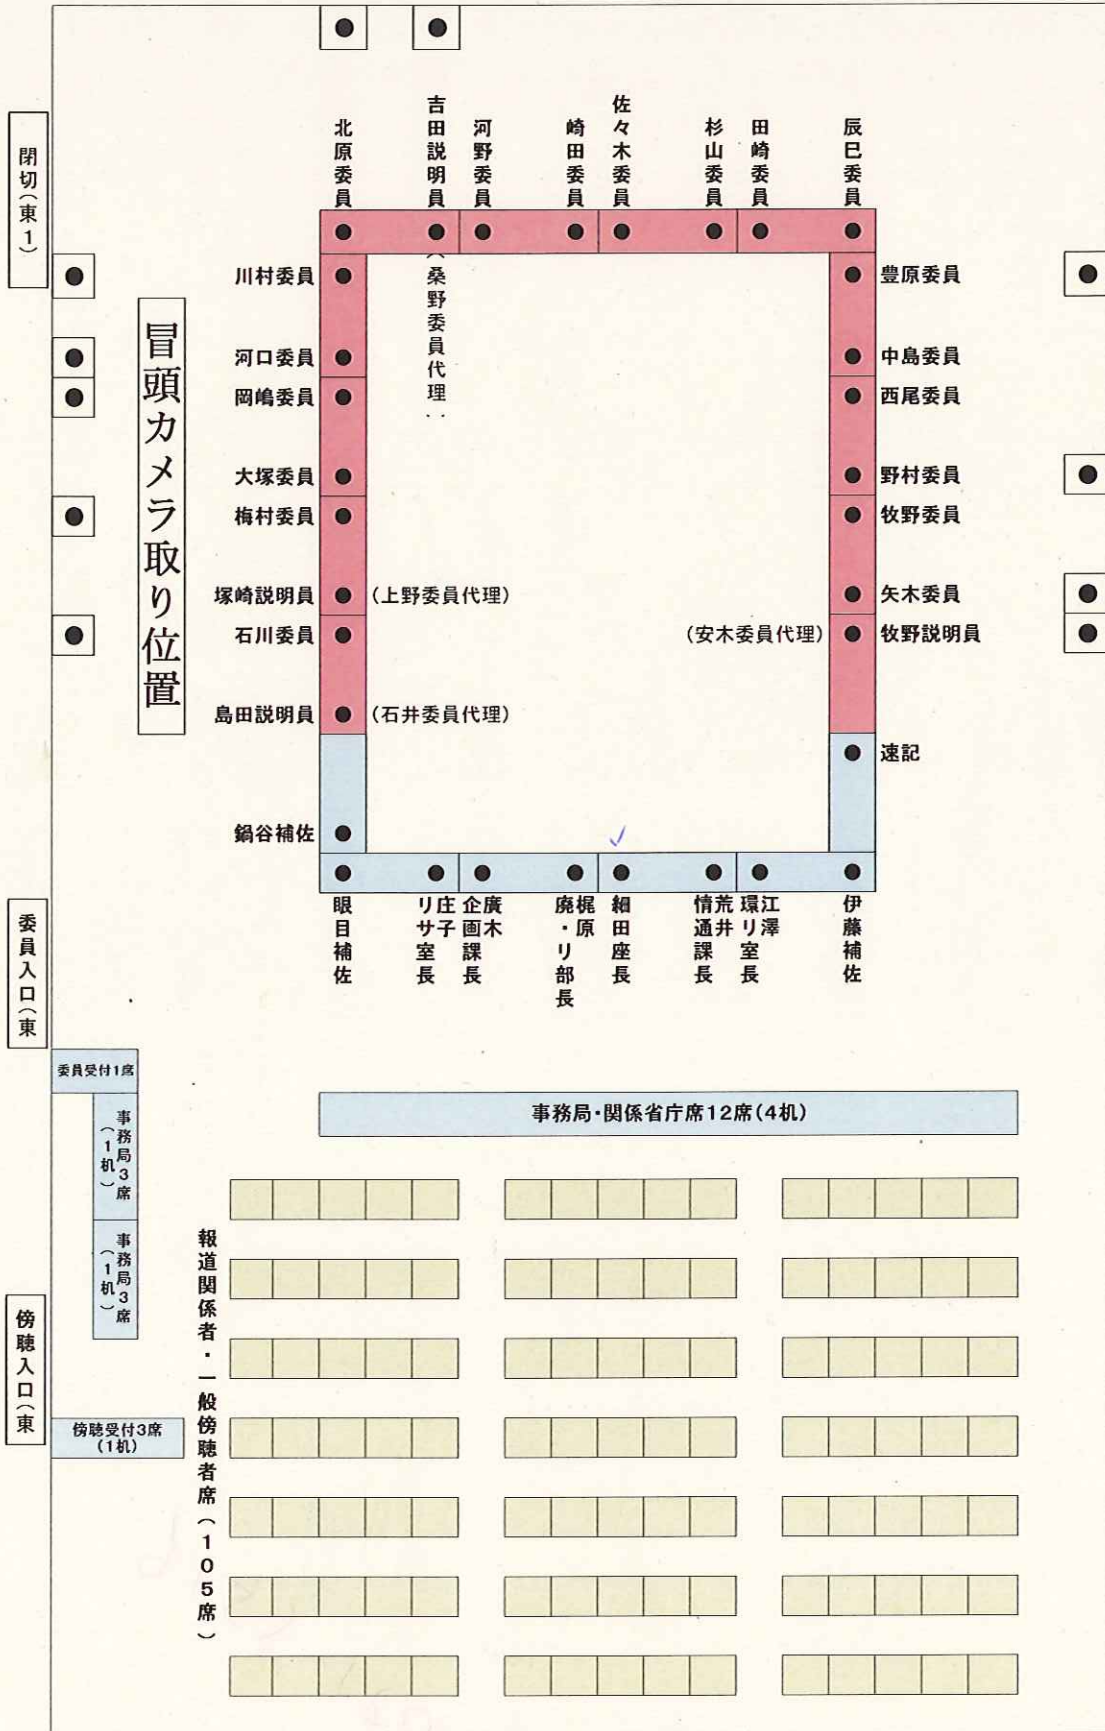 閉切(東1)
冒頭カメラ取り位置
北原委員
吉田説明員
(桑野委員代理)
河野委員
崎田委員
佐々木委員
杉山委員
田崎委員
辰巳委員
川村委員
河口委員
岡嶋委員
大塚委員
梅村委員
塚崎説明員
(上野委員代理)
石川委員
島田説明員
(石井委員代理)
鍋谷補佐
豊原委員
中島委員
西尾委員
野村委員
牧野委員
矢木委員
(安木委員代理)
牧野説明員
速記
眼目補佐
庄子
リサ室長
廣木
企画課長
梶原
廃・リ部長
細田座長
荒井
情通課長
江澤
環リ室長
伊藤補佐
委員入口(東
委員受付1席
事務局3席
(1机)
事務局3席
(1机)
傍聴入口(東
傍聴受付3席
(1机)
事務局・関係省庁席12席(4机)
報道関係者・一般傍聴者席(105席)